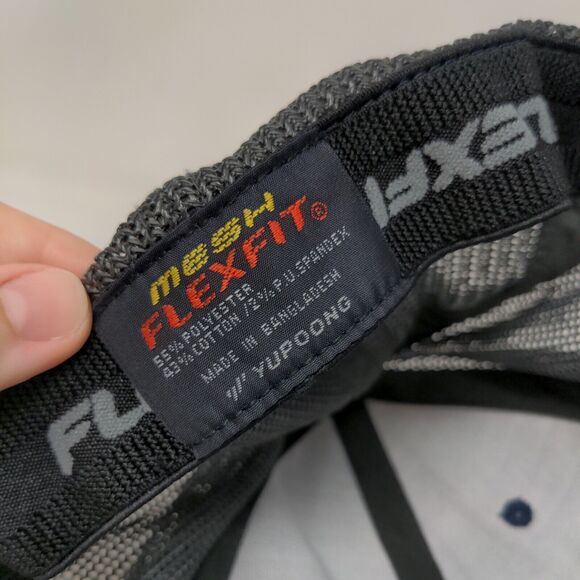 mesh
FLEXFIT®
55% POLYESTER
43% COTTON / 2% P.U. SPANDEX
MADE IN BANGLADESH
YUPOONG